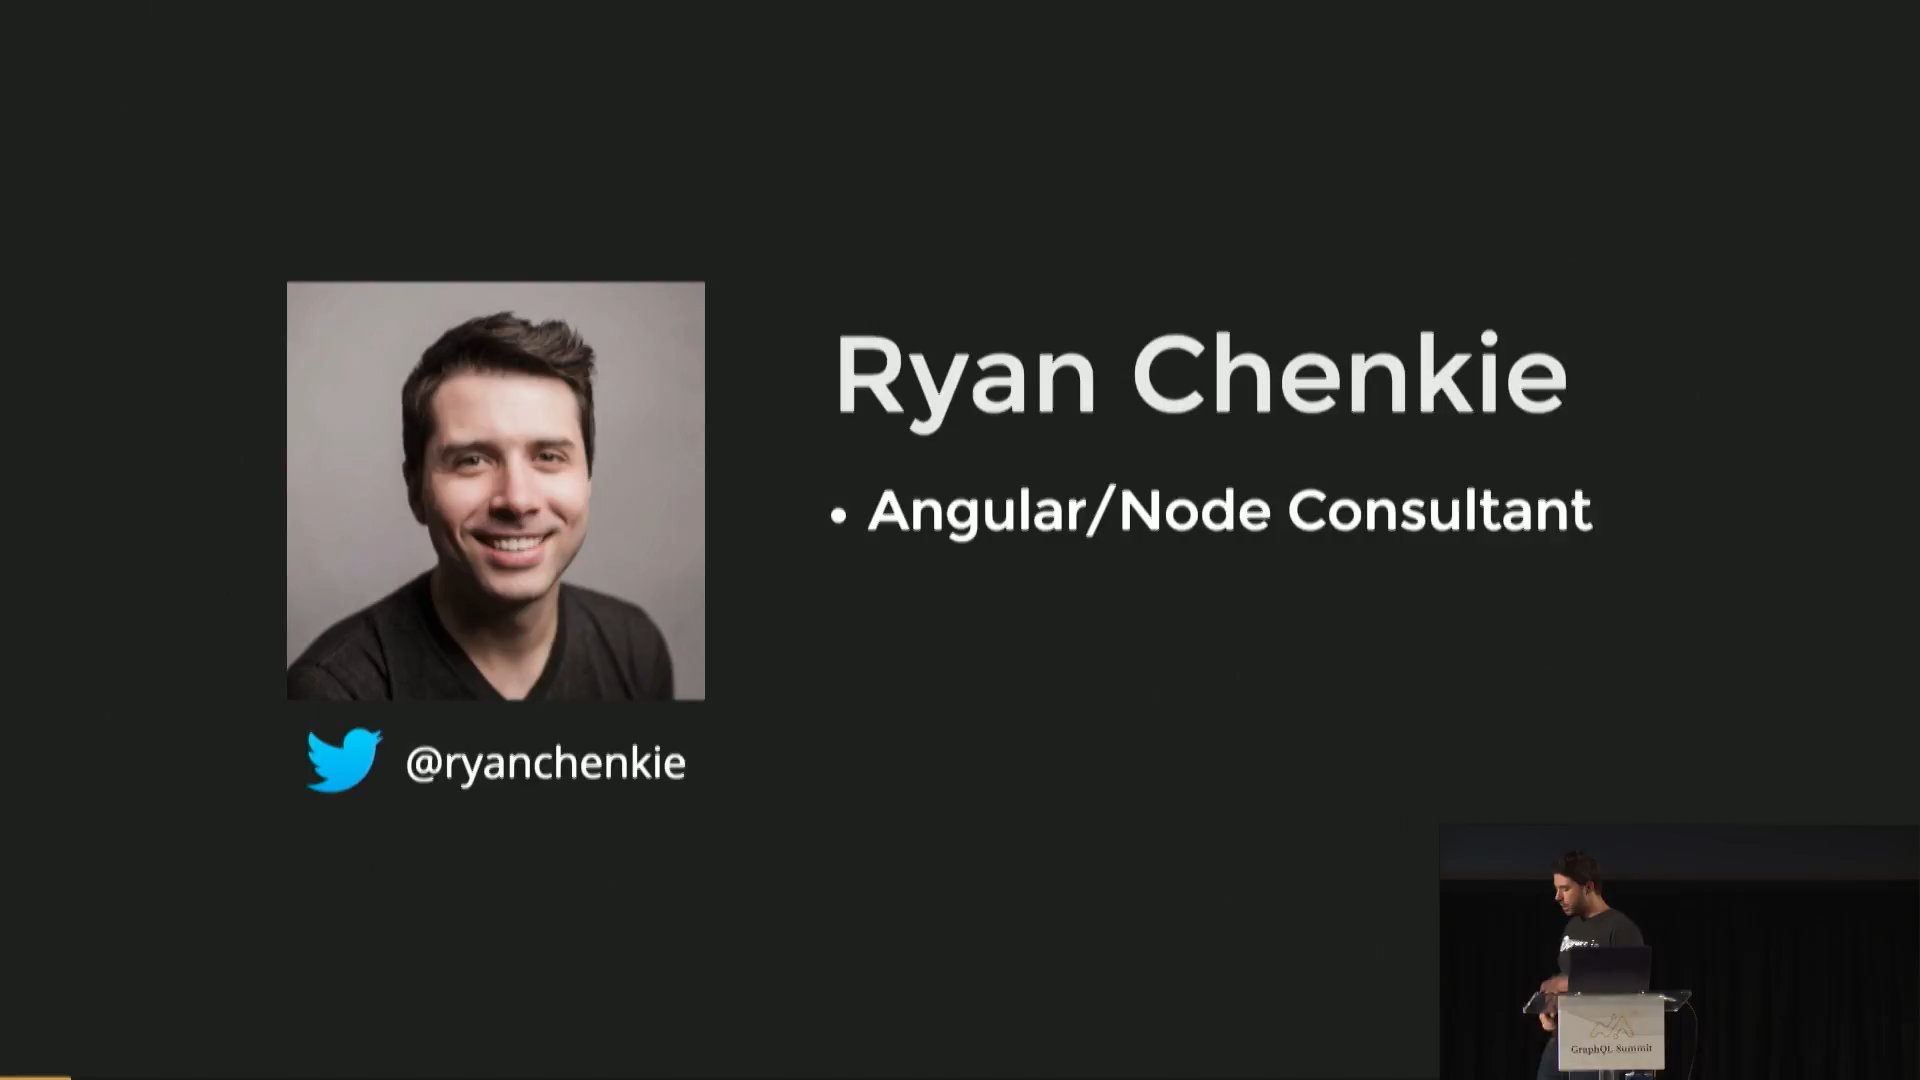 Ryan Chenkie
• Angular/Node Consultant
@ryanchenkie
GraphQL Summit